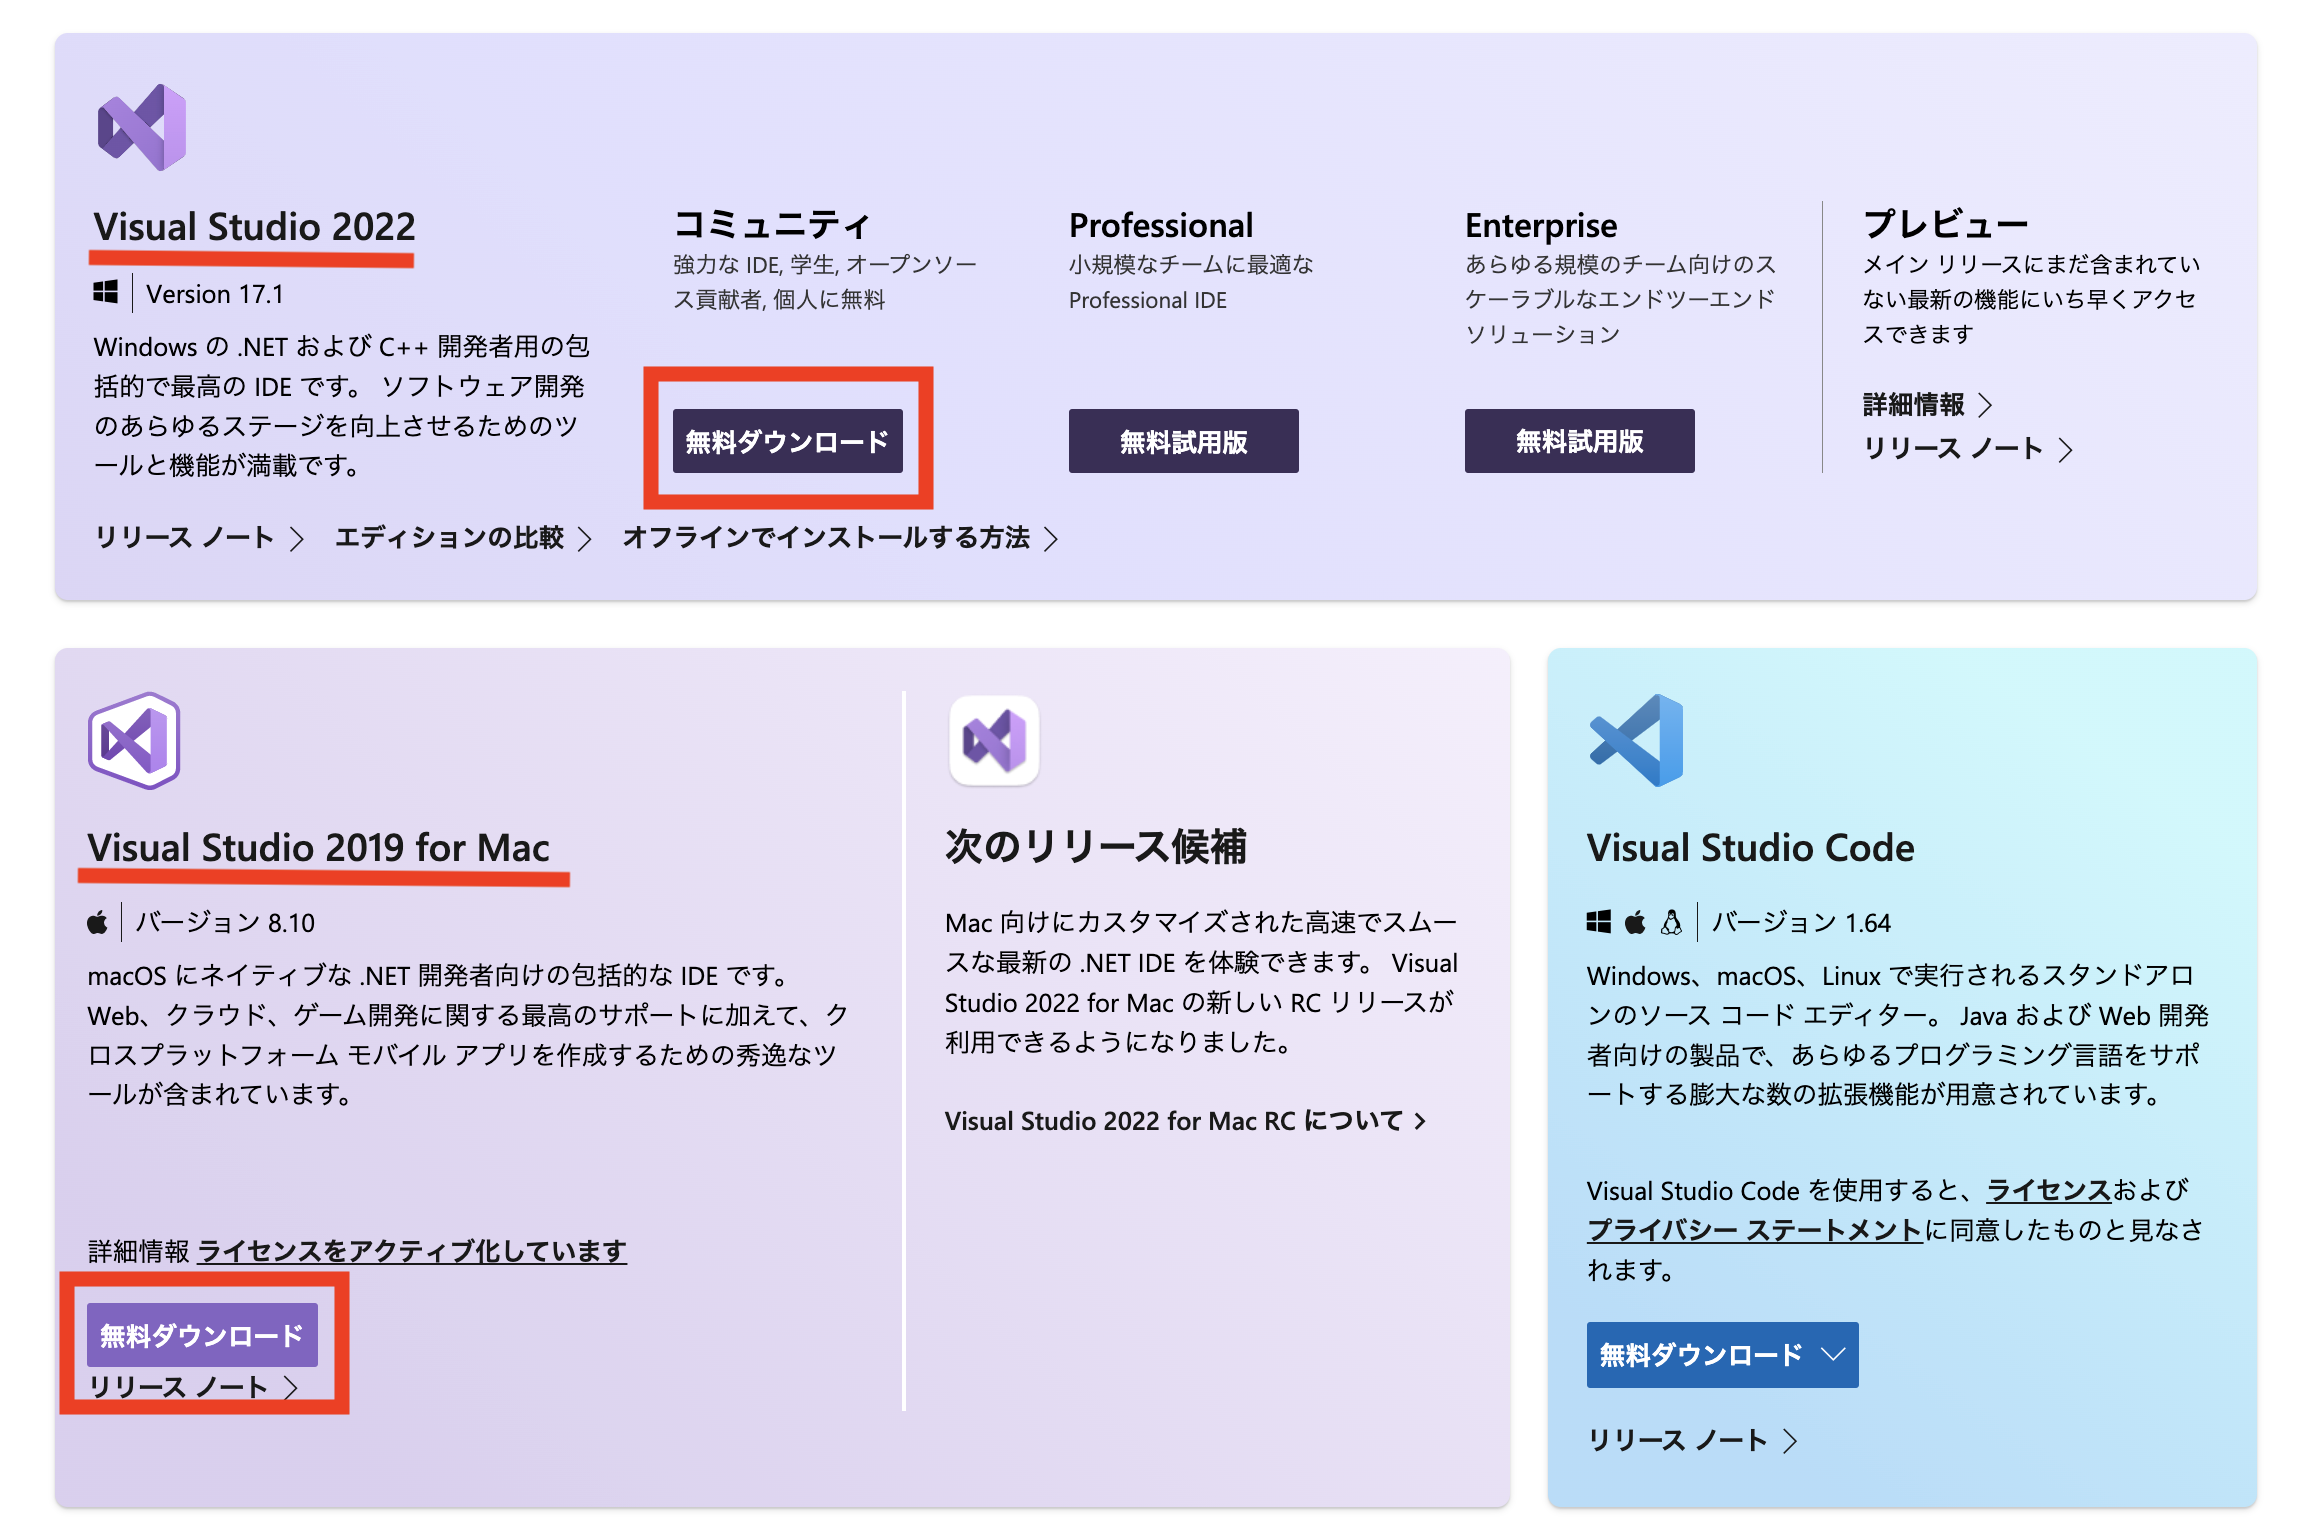 Visual Studio 2022
Version 17.1
Windows の .NET および C++ 開発者用の包
括的で最高の IDE です。 ソフトウェア開発
のあらゆるステージを向上させるためのツ
ールと機能が満載です。
コミュニティ
強力な IDE, 学生, オープンソー
ス貢献者, 個人に無料
無料ダウンロード
Professional
小規模なチームに最適な
Professional IDE
無料試用版
Enterprise
あらゆる規模のチーム向けのス
ケーラブルなエンドツーエンド
ソリューション
無料試用版
プレビュー
メイン リリースにまだ含まれてい
ない最新の機能にいち早くアクセ
スできます
詳細情報
リリース ノート
リリース ノート エディションの比較 オフラインでインストールする方法
Visual Studio 2019 for Mac
バージョン 8.10
macOS にネイティブな .NET 開発者向けの包括的な IDE です。
Web、クラウド、ゲーム開発に関する最高のサポートに加えて、ク
ロスプラットフォーム モバイル アプリを作成するための秀逸なツ
ールが含まれています。
詳細情報 ライセンスをアクティブ化しています
無料ダウンロード
リリース ノート
次のリリース候補
Mac 向けにカスタマイズされた高速でスムー
スな最新の .NET IDE を体験できます。 Visual
Studio 2022 for Mac の新しい RC リリースが
利用できるようになりました。
Visual Studio 2022 for Mac RC について
Visual Studio Code
バージョン 1.64
Windows、macOS、Linux で実行されるスタンドアロ
ンのソース コード エディター。 Java および Web 開発
者向けの製品で、あらゆるプログラミング言語をサポ
ートする膨大な数の拡張機能が用意されています。
Visual Studio Code を使用すると、ライセンスおよび
プライバシー ステートメントに同意したものと見なさ
れます。
無料ダウンロード
リリース ノート